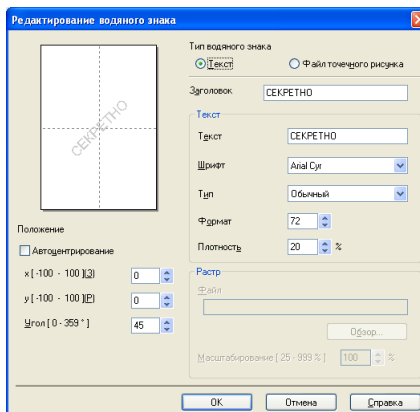 Редактирование водяного знака
СЕКРЕТНО
Тип водяного знака
Текст
Файл точечного рисунка
Заголовок СЕКРЕТНО
Текст
Текст СЕКРЕТНО
Шрифт Arial Cyr
Тип Обычный
Формат 72
Плотность 20 %
Положение
Автоцентрирование
x [ -100 - 100 ](3) 0
y [ -100 - 100 ](P) 0
Угол [ 0 - 359 ° ] 45
Растр
Файл
Обзор...
Масштабирование [ 25 - 999 % ] 100 %
OK Отмена Справка